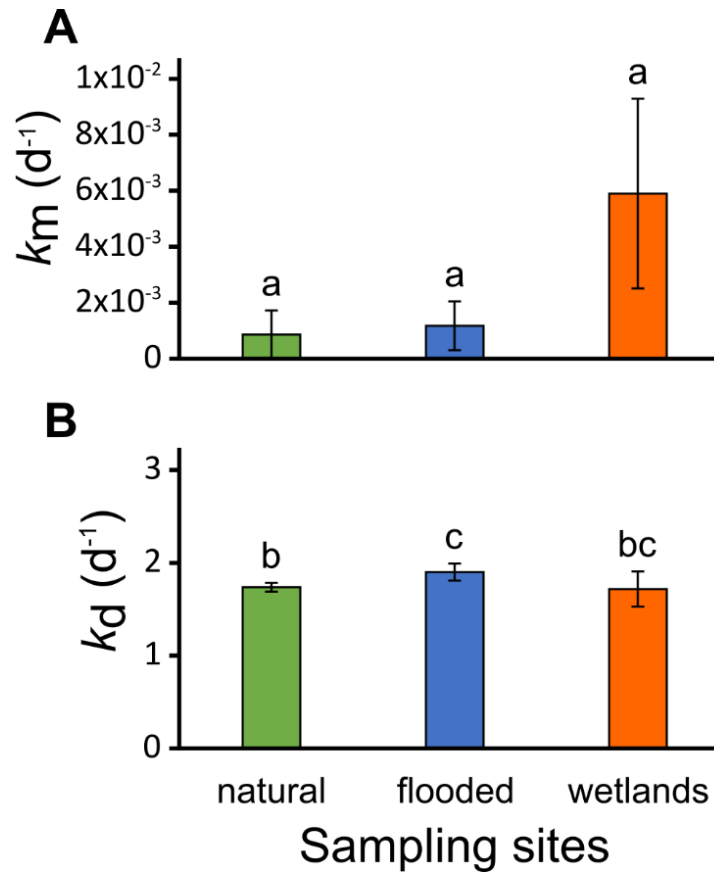 A
1x10⁻²
8x10⁻³
6x10⁻³
4x10⁻³
2x10⁻³
0
km (d⁻¹)
a
a
a
B
3
2
1
0
kd (d⁻¹)
b
c
bc
natural flooded wetlands
Sampling sites